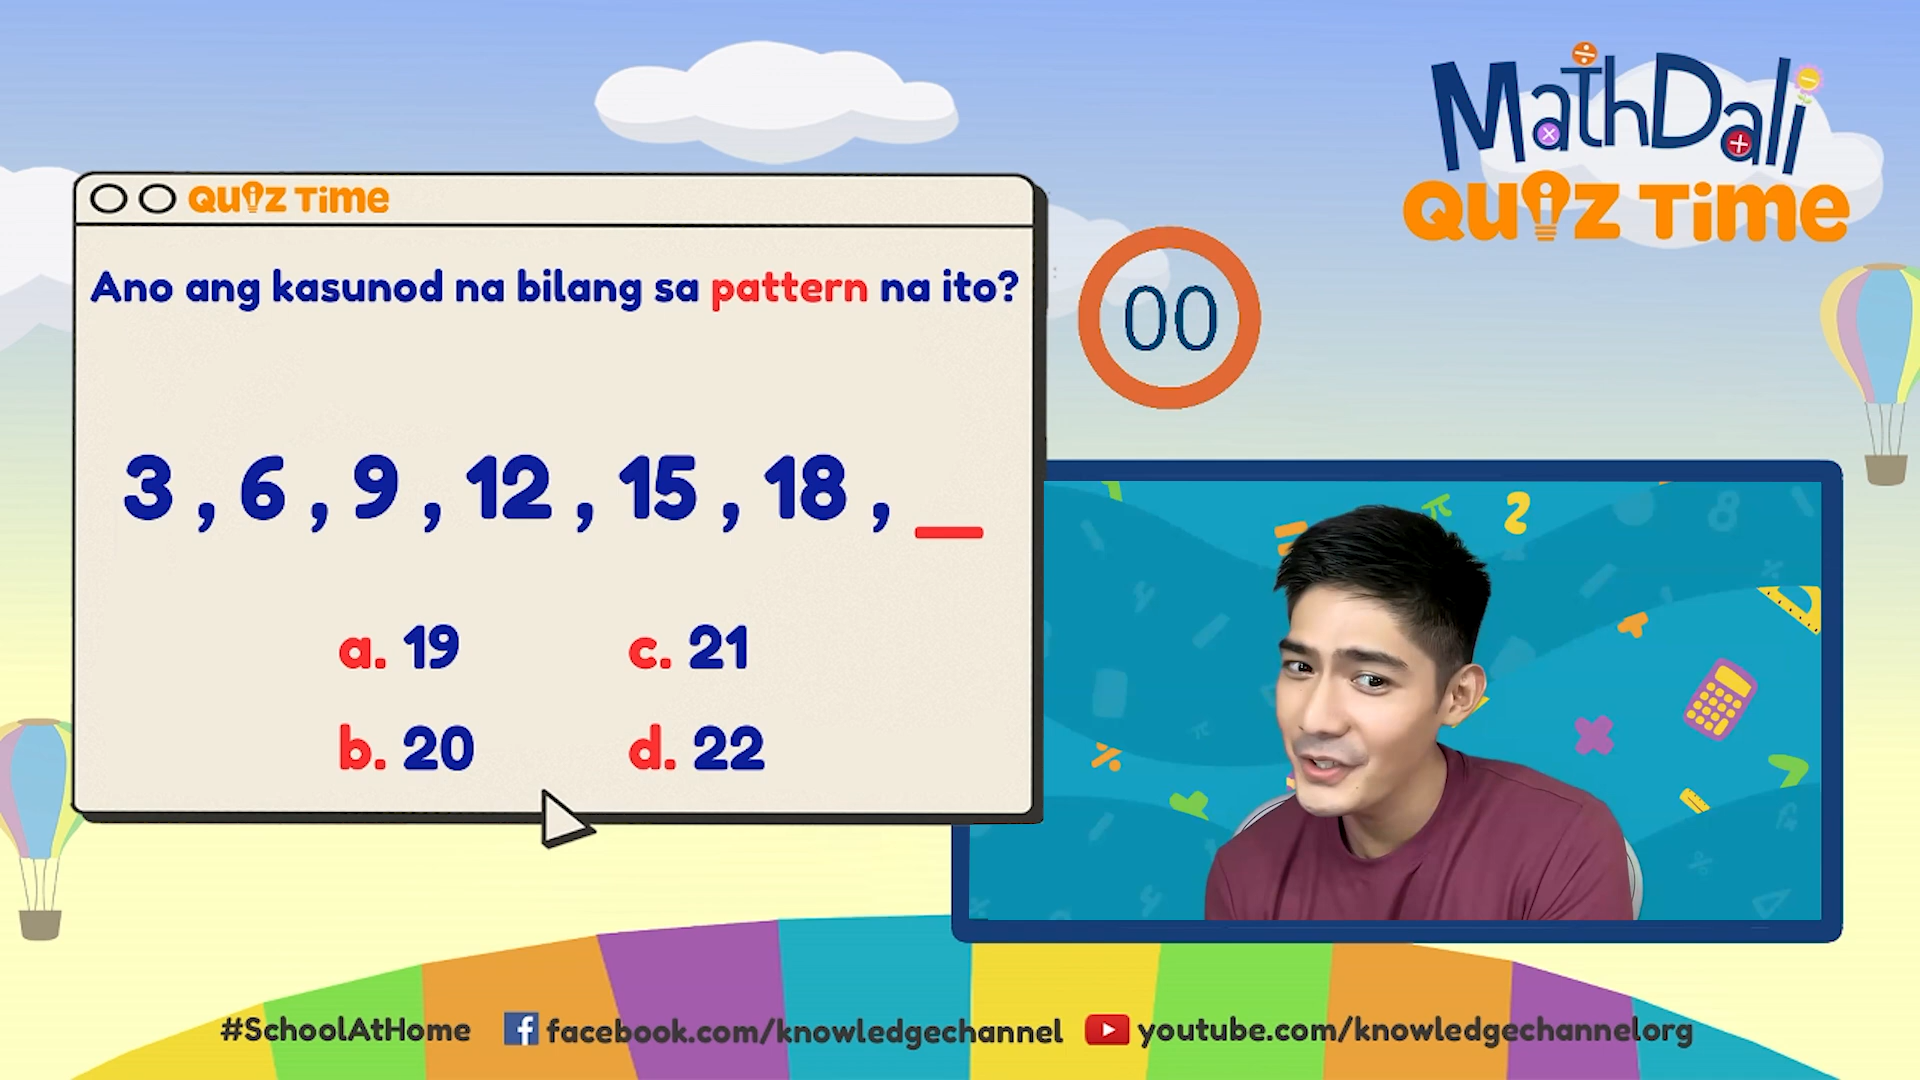 MathDali
QUIZ TIME
QUIZ TIME
Ano ang kasunod na bilang sa pattern na ito?
00
3 , 6 , 9 , 12 , 15 , 18 , _
a. 19
c. 21
b. 20
d. 22
#SchoolAtHome facebook.com/knowledgechannel youtube.com/knowledgechannelorg